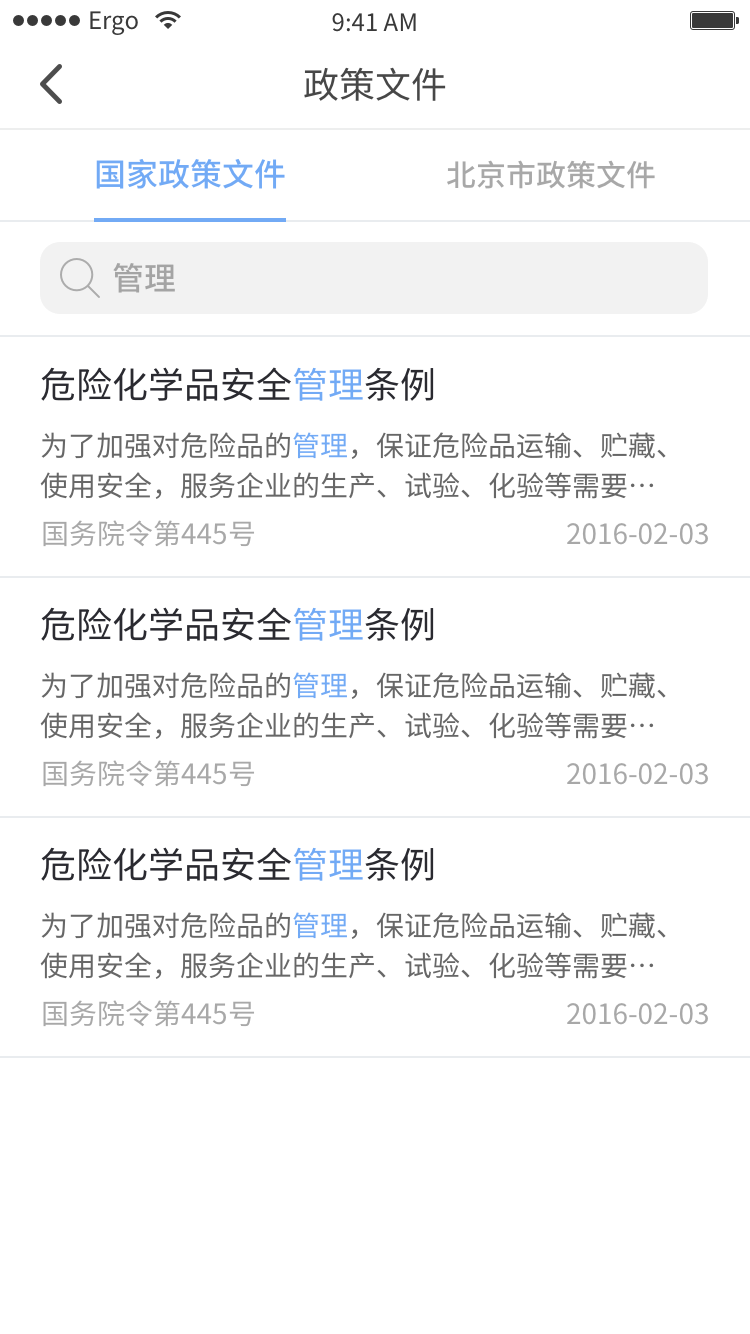 Ergo 9:41 AM
政策文件
国家政策文件 北京市政策文件
管理
危险化学品安全管理条例
为了加强对危险品的管理，保证危险品运输、贮藏、
使用安全，服务企业的生产、试验、化验等需要…
国务院令第445号 2016-02-03
危险化学品安全管理条例
为了加强对危险品的管理，保证危险品运输、贮藏、
使用安全，服务企业的生产、试验、化验等需要…
国务院令第445号 2016-02-03
危险化学品安全管理条例
为了加强对危险品的管理，保证危险品运输、贮藏、
使用安全，服务企业的生产、试验、化验等需要…
国务院令第445号 2016-02-03